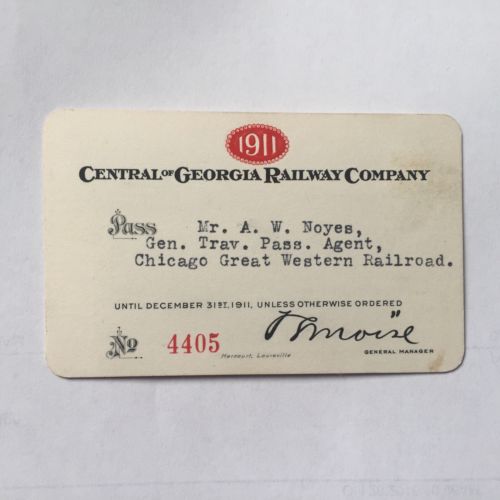 1911
CENTRAL OF GEORGIA RAILWAY COMPANY
Pass Mr. A. W. Noyes,
Gen. Trav. Pass. Agent,
Chicago Great Western Railroad.
UNTIL DECEMBER 31ST, 1911, UNLESS OTHERWISE ORDERED
No 4405
Harcourt, Louisville
GENERAL MANAGER